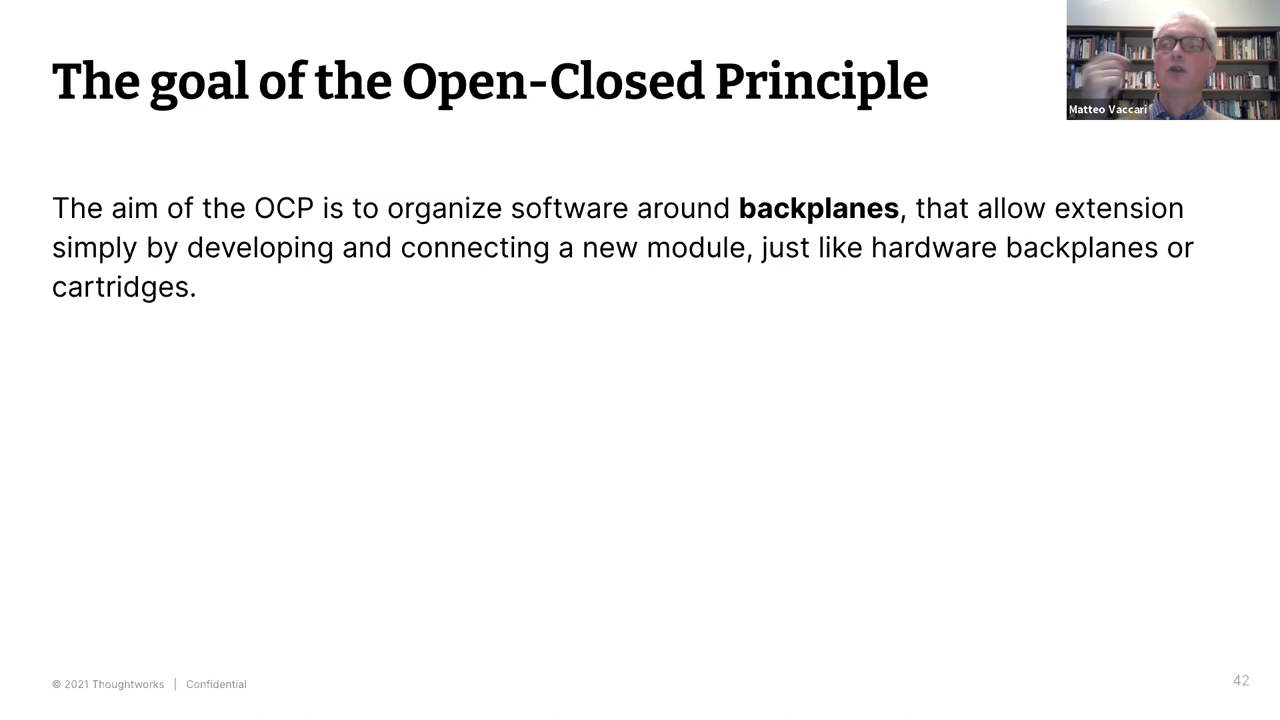 The goal of the Open-Closed Principle
Matteo Vaccari
The aim of the OCP is to organize software around backplanes, that allow extension
simply by developing and connecting a new module, just like hardware backplanes or
cartridges.
© 2021 Thoughtworks | Confidential
42